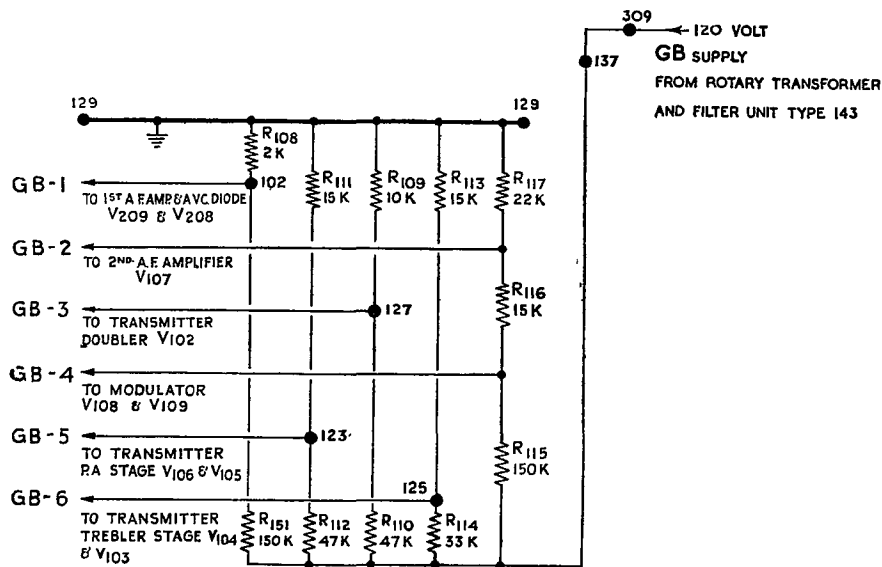 309
120 VOLT
GB SUPPLY
FROM ROTARY TRANSFORMER
AND FILTER UNIT TYPE 143
137
129
129
R108
2K
GB-1
102
TO 1ST A.F. AMP. & A.V.C. DIODE
V209 & V208
R111
15K
R109
10K
R113
15K
R117
22K
GB-2
TO 2ND A.F. AMPLIFIER
V107
R116
15K
GB-3
127
TO TRANSMITTER
DOUBLER V102
GB-4
TO MODULATOR
V108 & V109
GB-5
123
TO TRANSMITTER
P.A STAGE V106 & V105
R115
150K
GB-6
125
TO TRANSMITTER
TREBLER STAGE V104
& V103
R151
150K
R112
47K
R110
47K
R114
33K